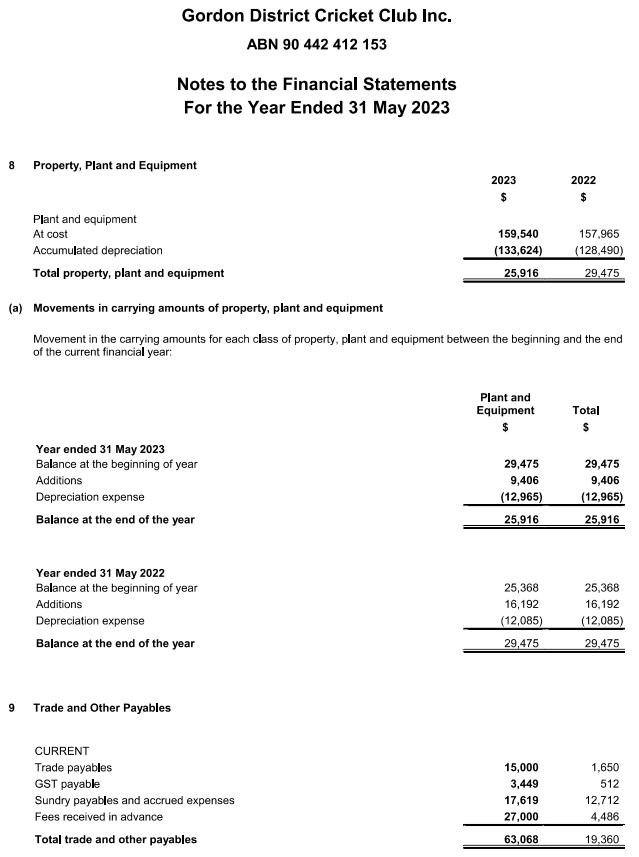 Gordon District Cricket Club Inc.
ABN 90 442 412 153
Notes to the Financial Statements
For the Year Ended 31 May 2023
8 Property, Plant and Equipment
2023 2022
$ $
Plant and equipment
At cost 159,540 157,965
Accumulated depreciation (133,624) (128,490)
Total property, plant and equipment 25,916 29,475
(a) Movements in carrying amounts of property, plant and equipment
Movement in the carrying amounts for each class of property, plant and equipment between the beginning and the end
of the current financial year:
Plant and
Equipment Total
$ $
Year ended 31 May 2023
Balance at the beginning of year 29,475 29,475
Additions 9,406 9,406
Depreciation expense (12,965) (12,965)
Balance at the end of the year 25,916 25,916
Year ended 31 May 2022
Balance at the beginning of year 25,368 25,368
Additions 16,192 16,192
Depreciation expense (12,085) (12,085)
Balance at the end of the year 29,475 29,475
9 Trade and Other Payables
CURRENT
Trade payables 15,000 1,650
GST payable 3,449 512
Sundry payables and accrued expenses 17,619 12,712
Fees received in advance 27,000 4,486
Total trade and other payables 63,068 19,360